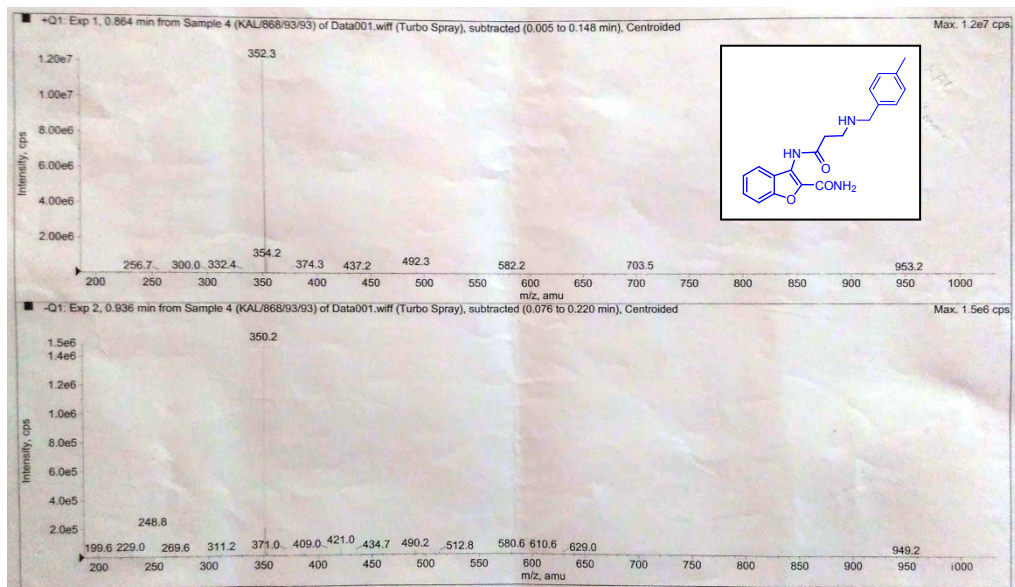 +Q1: Exp 1, 0.864 min from Sample 4 (KAL/868/93/93) of Data001.wiff (Turbo Spray), subtracted (0.005 to 0.148 min), Centroided Max. 1.2e7 cps.
352.3
1.20e7
1.00e7
8.00e6
6.00e6
4.00e6
2.00e6
Intensity, cps
HN
HN
O
O
CONH2
256.7 300.0 332.4 354.2 374.3 437.2 492.3 582.2 703.5 953.2
200 250 300 350 400 450 500 550 600 650 700 750 800 850 900 950 1000
m/z, amu
-Q1: Exp 2, 0.936 min from Sample 4 (KAL/868/93/93) of Data001.wiff (Turbo Spray), subtracted (0.076 to 0.220 min), Centroided Max. 1.5e6 cps.
350.2
1.5e6
1.4e6
1.2e6
1.0e6
8.0e5
6.0e5
4.0e5
2.0e5
Intensity, cps
248.8
199.6 229.0 269.6 311.2 371.0 409.0 421.0 434.7 490.2 512.8 580.6 610.6 629.0 949.2
200 250 300 350 400 450 500 550 600 650 700 750 800 850 900 950 1000
m/z, amu